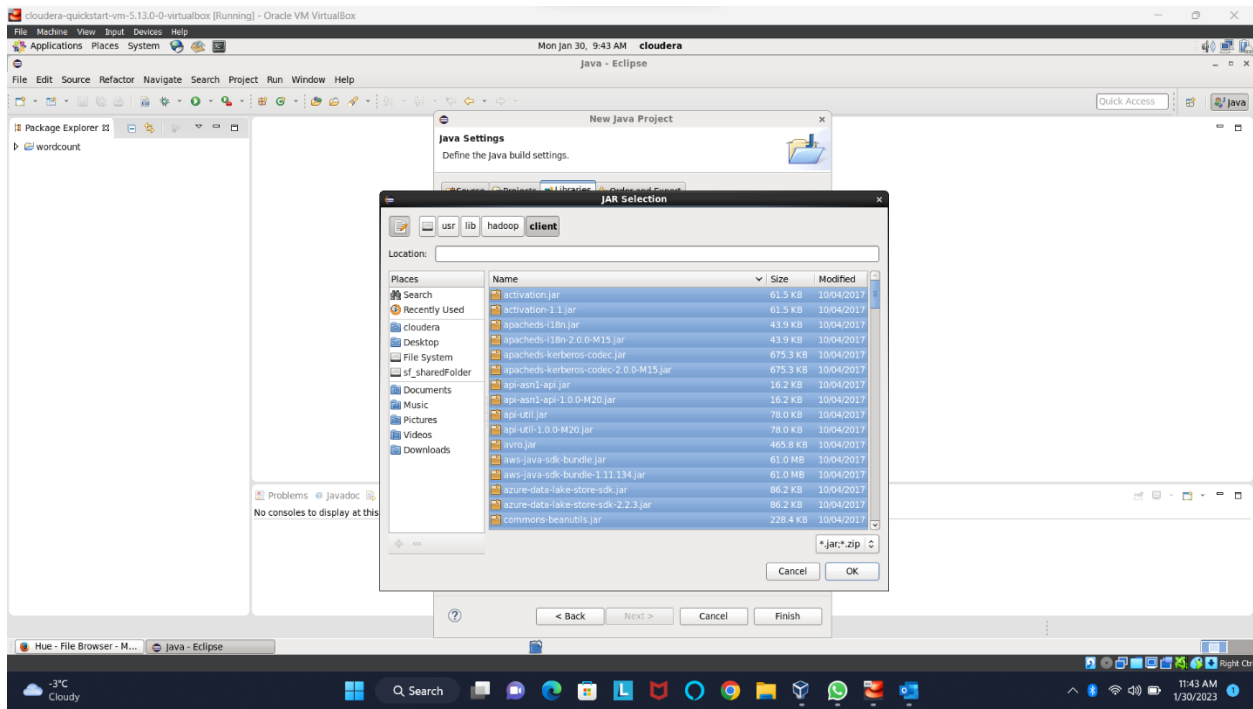 cloudera-quickstart-vm-5.13.0-0-virtualbox [Running] - Oracle VM VirtualBox
File Machine View Input Devices Help
Applications Places System Mon Jan 30, 9:43 AM cloudera
Java - Eclipse
File Edit Source Refactor Navigate Search Project Run Window Help
Quick Access Java
Package Explorer
wordcount
New Java Project
Java Settings
Define the Java build settings.
Source Projects Libraries Order and Export
JAR Selection
usr lib hadoop client
Location:
Places
Search
Recently Used
cloudera
Desktop
File System
sf_sharedFolder
Documents
Music
Pictures
Videos
Downloads
Name Size Modified
activation.jar 61.5 KB 10/04/2017
activation-1.1.jar 61.5 KB 10/04/2017
apacheds-i18n.jar 43.9 KB 10/04/2017
apacheds-i18n-2.0.0-M15.jar 43.9 KB 10/04/2017
apacheds-kerberos-codec.jar 675.3 KB 10/04/2017
apacheds-kerberos-codec-2.0.0-M15.jar 675.3 KB 10/04/2017
api-asn1-api.jar 16.2 KB 10/04/2017
api-asn1-api-1.0.0-M20.jar 16.2 KB 10/04/2017
api-util.jar 78.0 KB 10/04/2017
api-util-1.0.0-M20.jar 78.0 KB 10/04/2017
avro.jar 465.8 KB 10/04/2017
aws-java-sdk-bundle.jar 61.0 MB 10/04/2017
aws-java-sdk-bundle-1.11.134.jar 61.0 MB 10/04/2017
azure-data-lake-store-sdk.jar 86.2 KB 10/04/2017
azure-data-lake-store-sdk-2.2.3.jar 86.2 KB 10/04/2017
commons-beanutils.jar 228.4 KB 10/04/2017
*.jar;*.zip
Cancel OK
Problems Javadoc
No consoles to display at this
< Back Next > Cancel Finish
Hue - File Browser - M... Java - Eclipse
Right Ctr
-3°C
Cloudy
Search
11:43 AM
1/30/2023
1